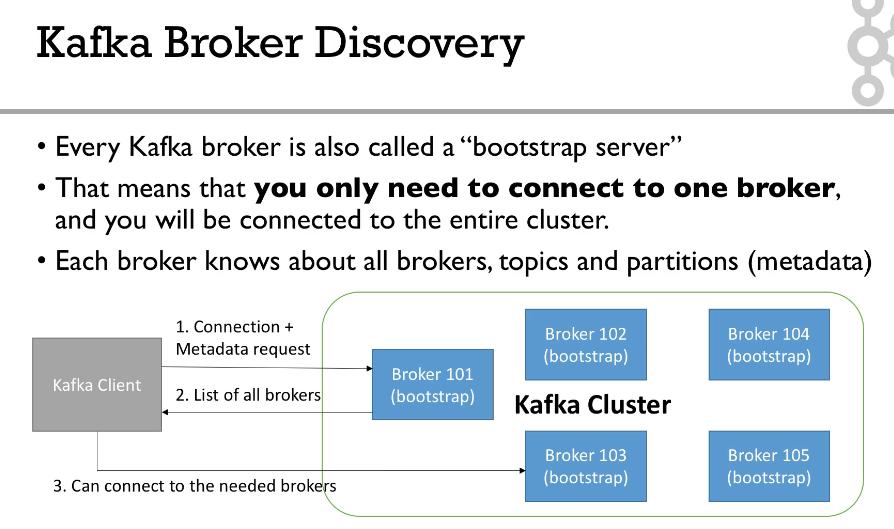 Kafka Broker Discovery
• Every Kafka broker is also called a “bootstrap server”
• That means that you only need to connect to one broker,
and you will be connected to the entire cluster.
• Each broker knows about all brokers, topics and partitions (metadata)
1. Connection +
Metadata request
Kafka Client
2. List of all brokers
3. Can connect to the needed brokers
Broker 101
(bootstrap)
Broker 102
(bootstrap)
Broker 104
(bootstrap)
Kafka Cluster
Broker 103
(bootstrap)
Broker 105
(bootstrap)